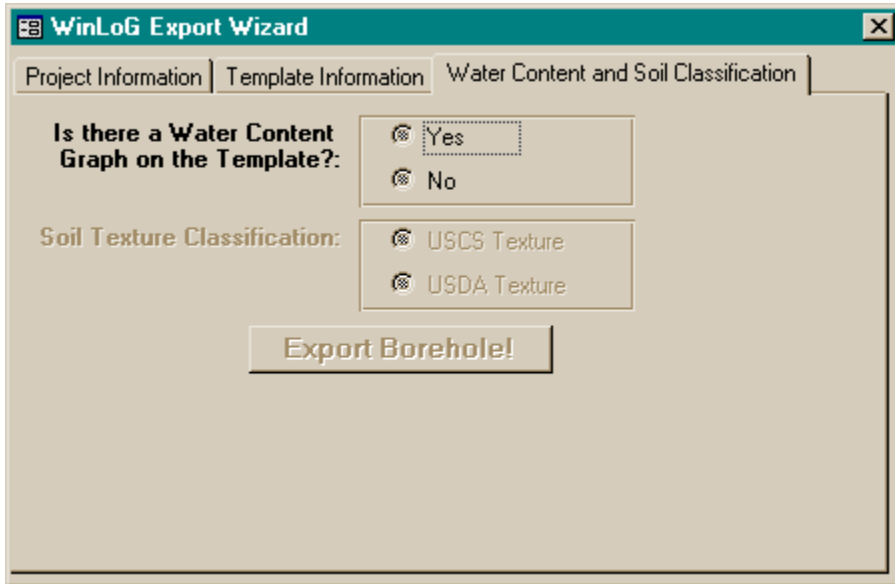 WinLoG Export Wizard
Project Information
Template Information
Water Content and Soil Classification
Is there a Water Content
Graph on the Template?:
Yes
No
Soil Texture Classification:
USCS Texture
USDA Texture
Export Borehole!